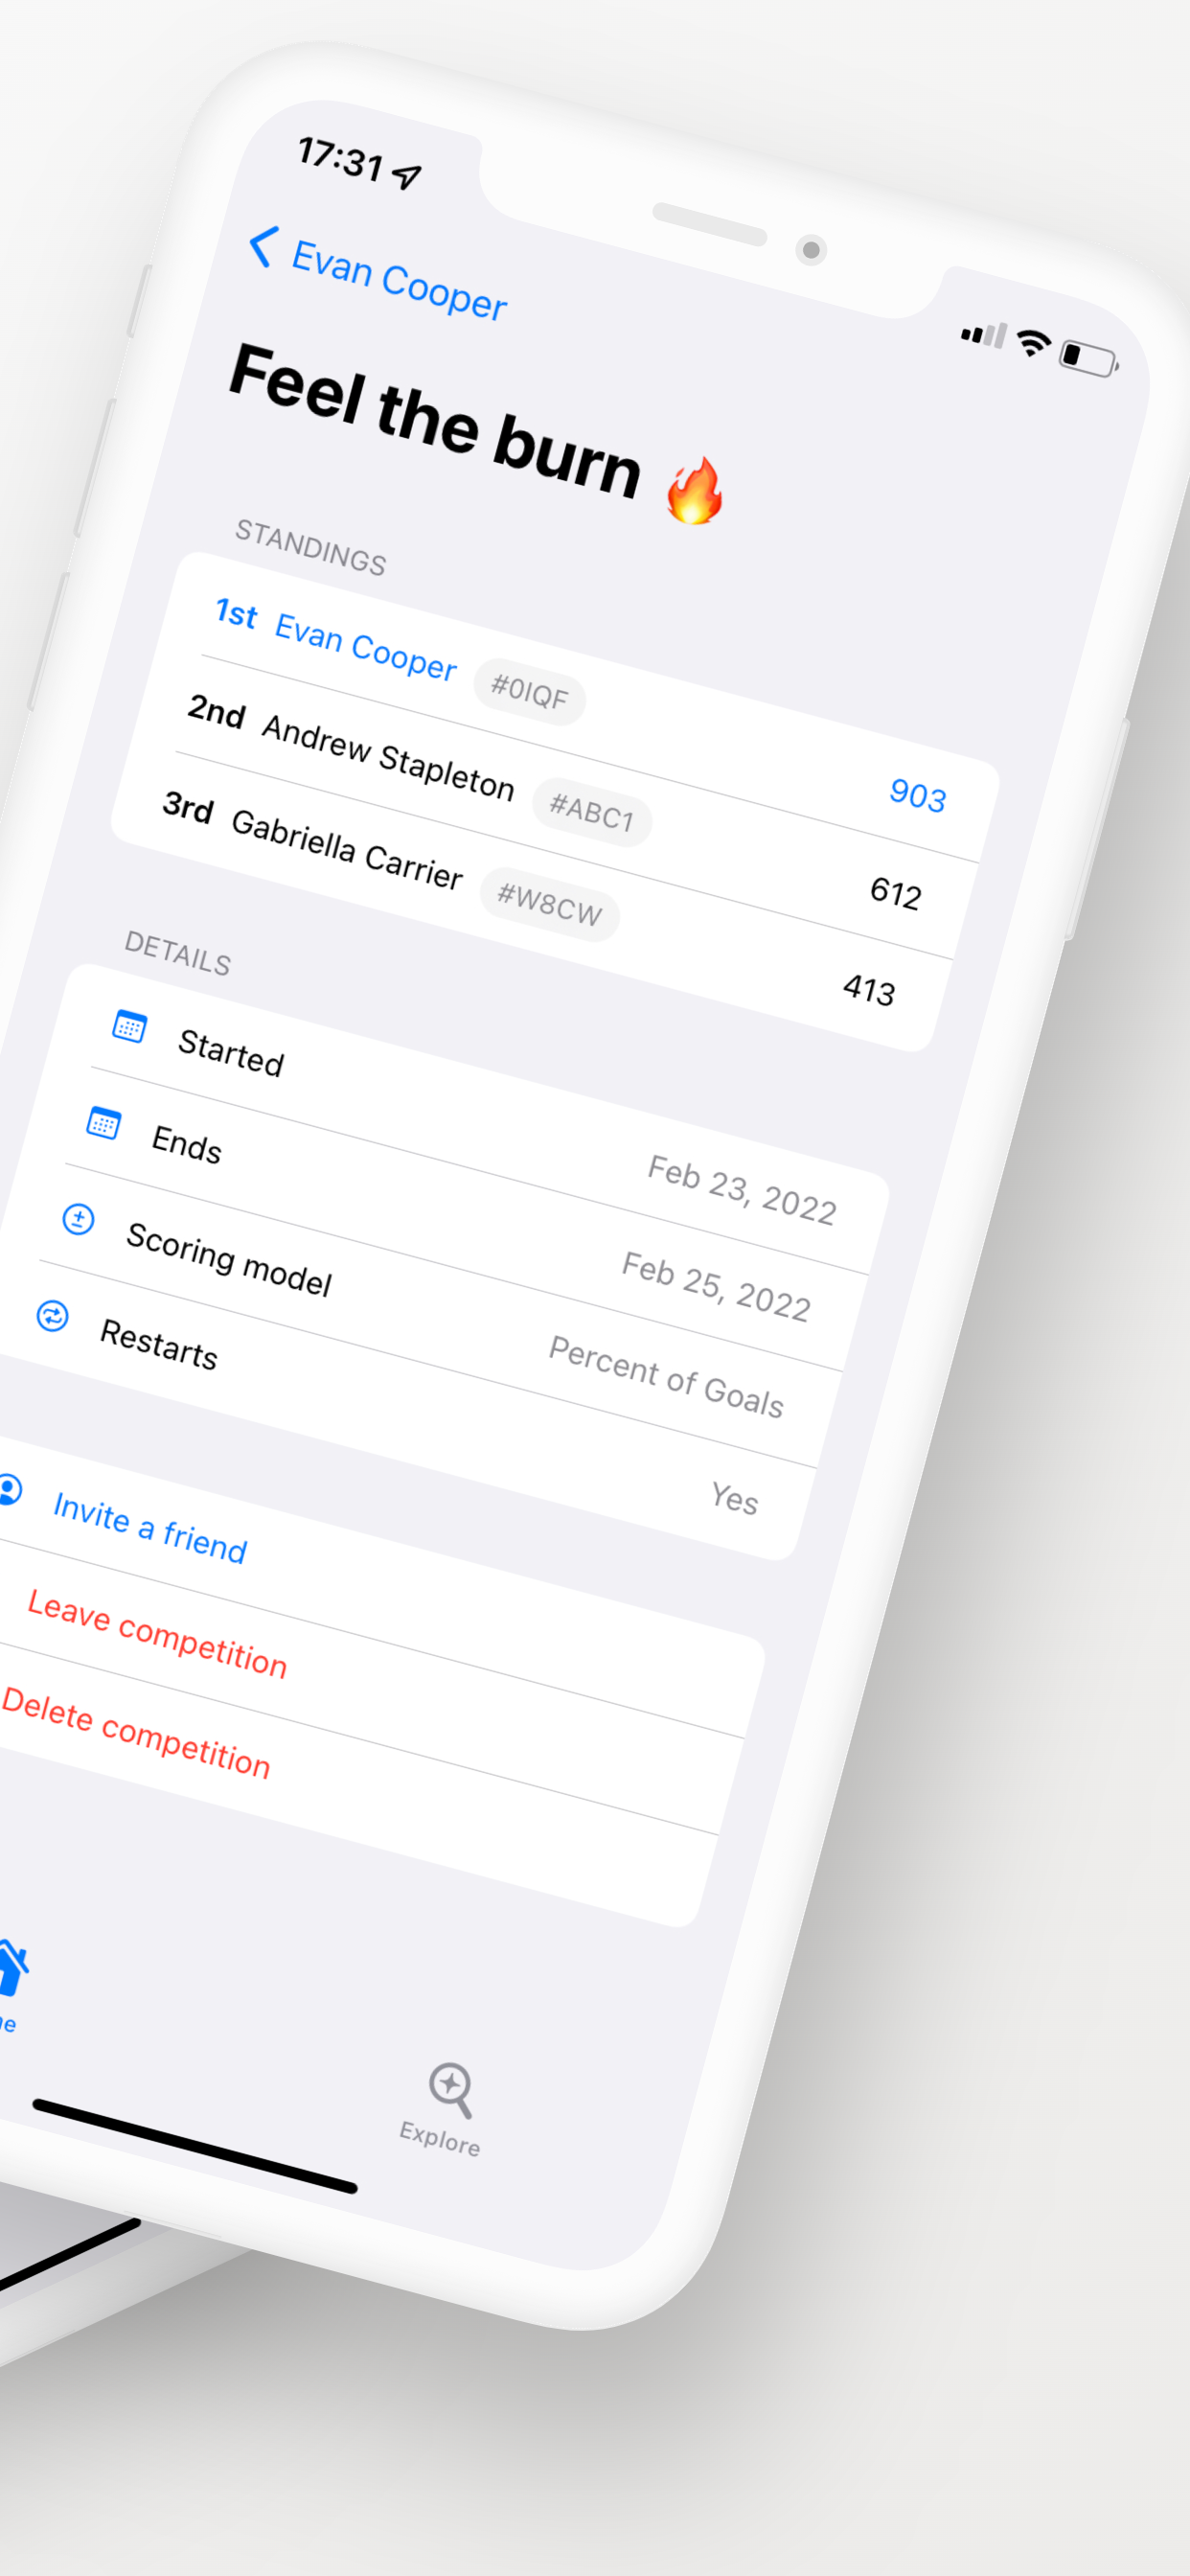 17:31
Evan Cooper
Feel the burn 🔥
STANDINGS
1st Evan Cooper #0IQF 903
2nd Andrew Stapleton #ABC1 612
3rd Gabriella Carrier #W8CW 413
DETAILS
Started Feb 23, 2022
Ends Feb 25, 2022
Scoring model Percent of Goals
Restarts Yes
Invite a friend
Leave competition
Delete competition
Explore